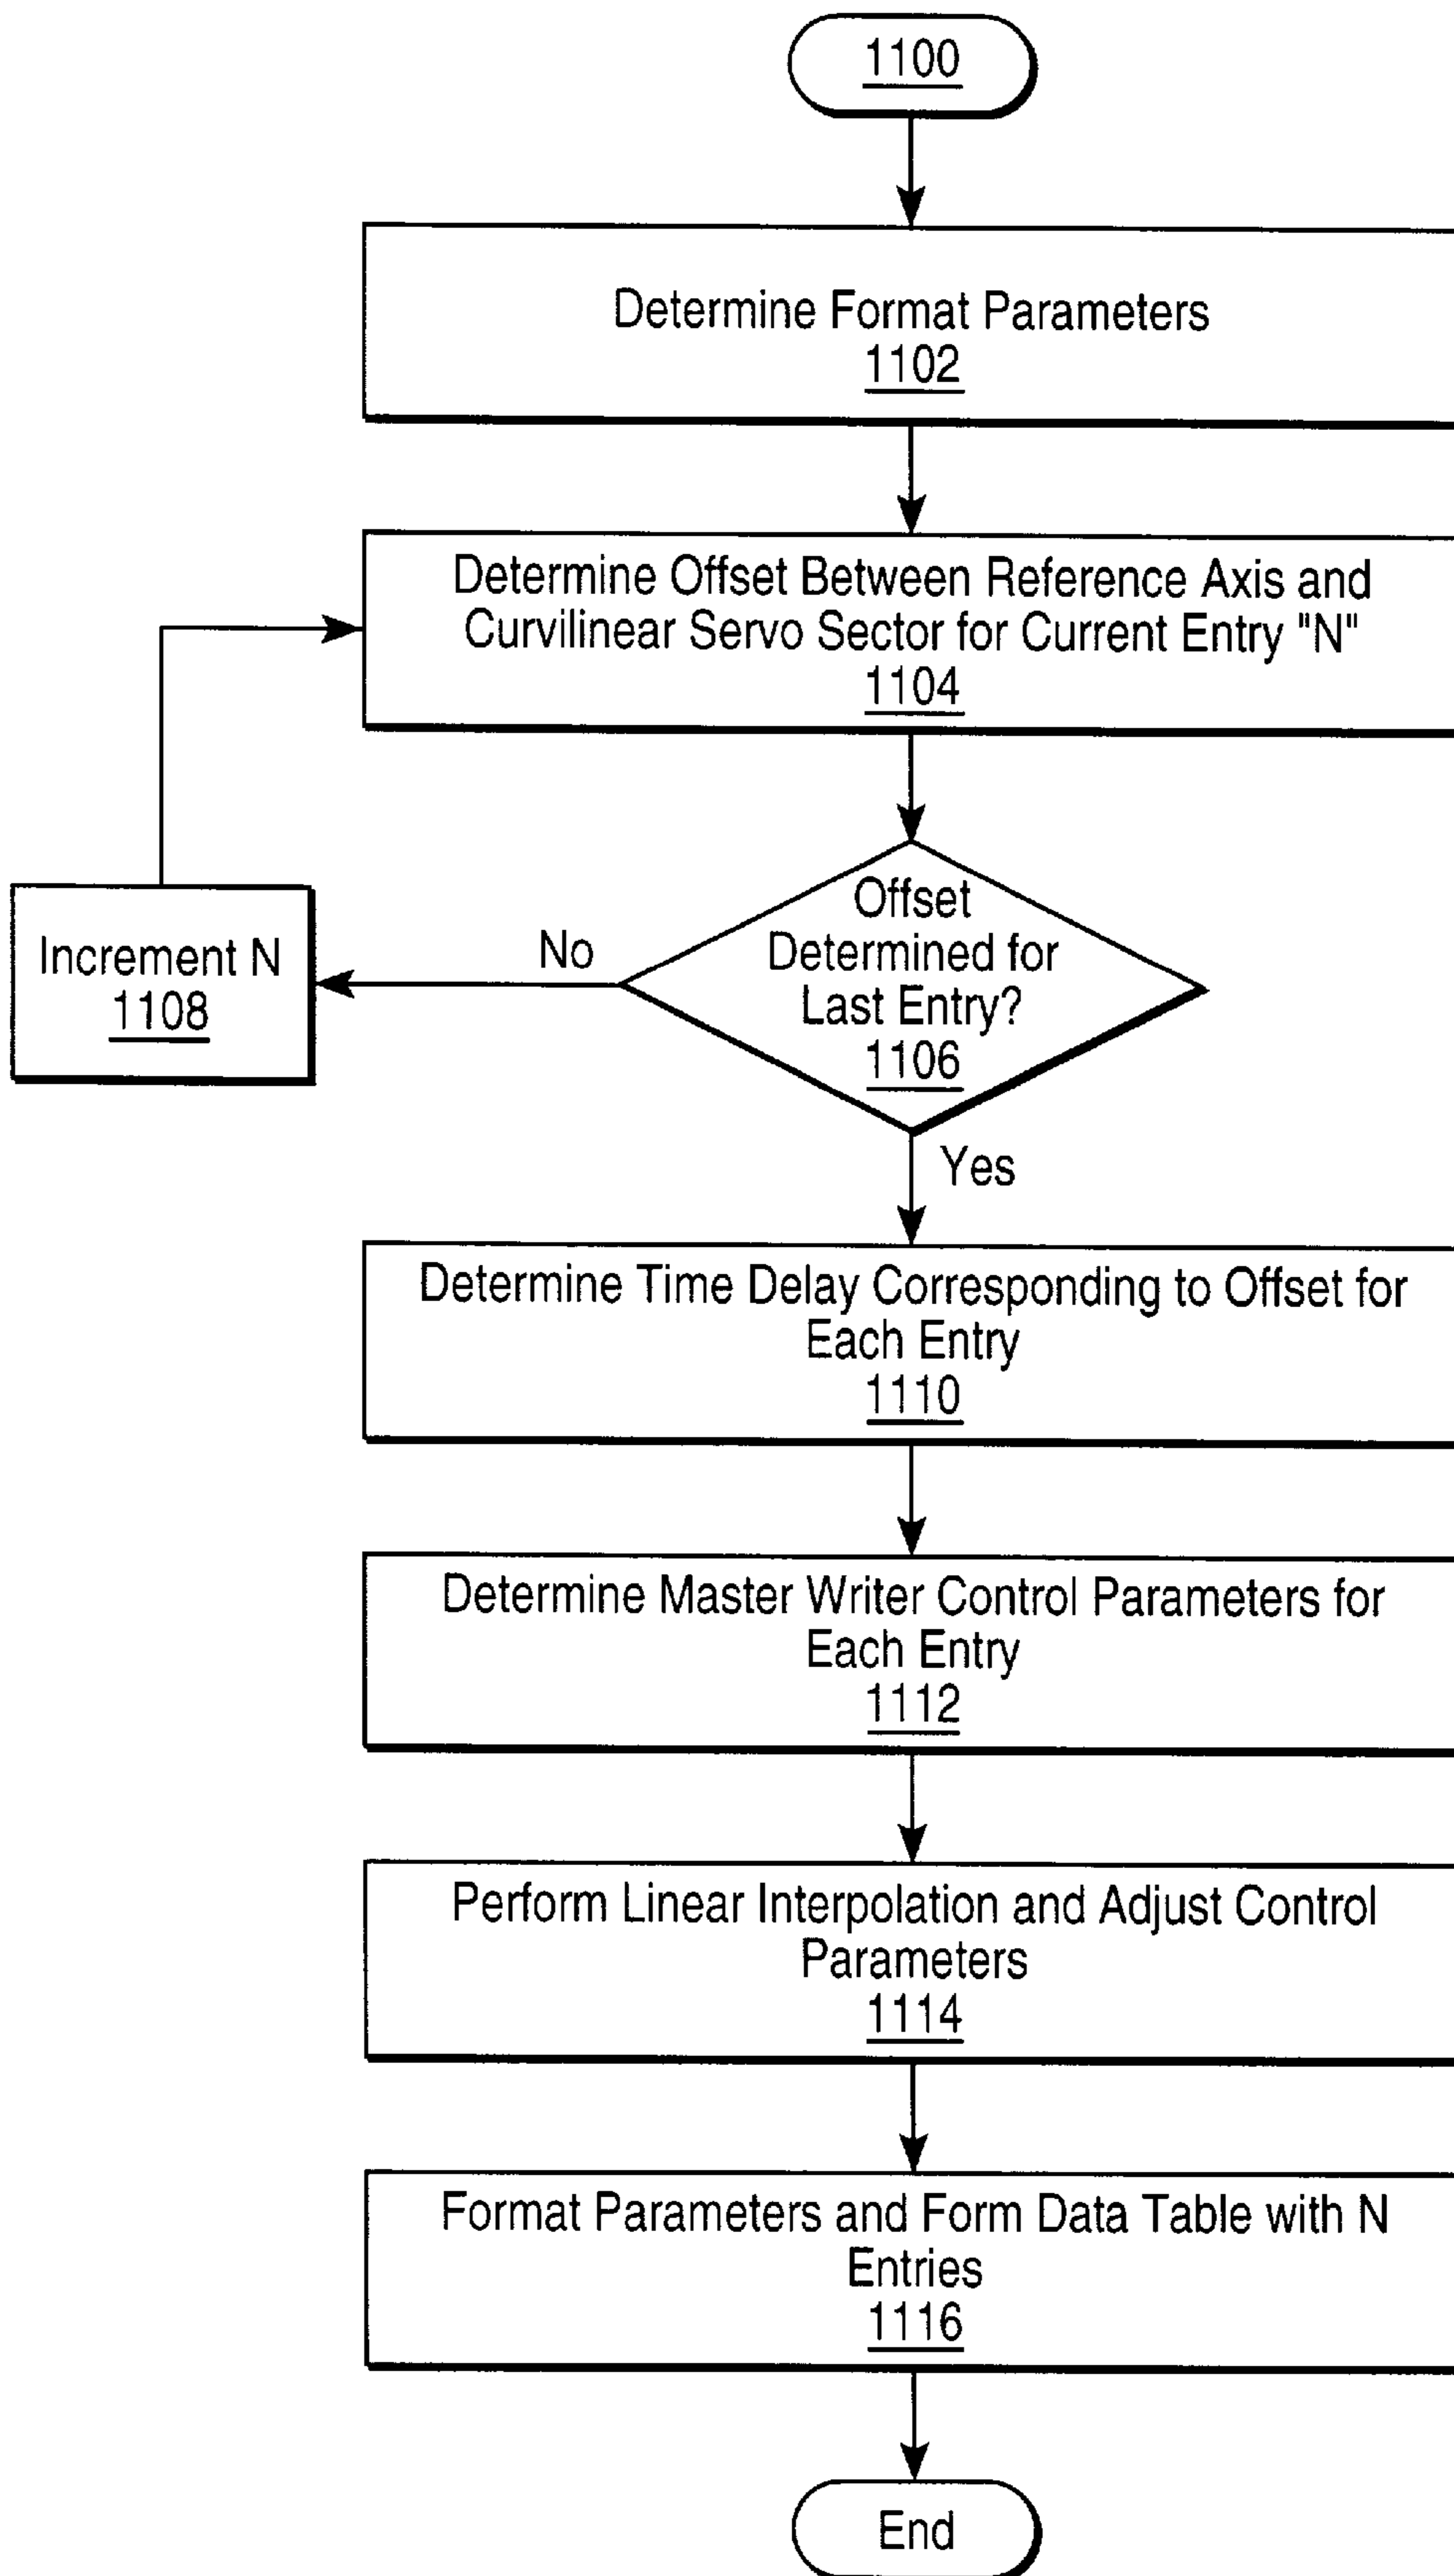 1100
Determine Format Parameters
1102
Determine Offset Between Reference Axis and
Curvilinear Servo Sector for Current Entry "N"
1104
Offset
Determined for
Last Entry?
1106
No
Increment N
1108
Yes
Determine Time Delay Corresponding to Offset for
Each Entry
1110
Determine Master Writer Control Parameters for
Each Entry
1112
Perform Linear Interpolation and Adjust Control
Parameters
1114
Format Parameters and Form Data Table with N
Entries
1116
End